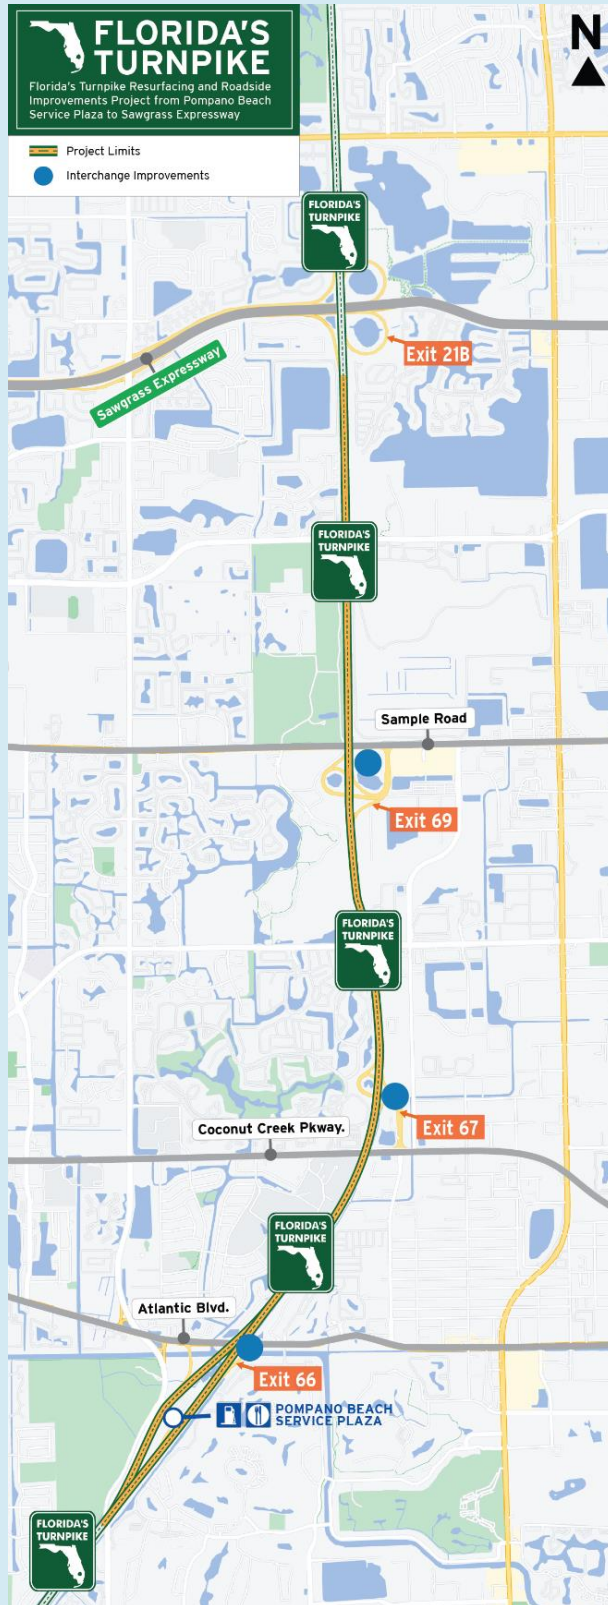 FLORIDA'S
TURNPIKE
Florida's Turnpike Resurfacing and Roadside
Improvements Project from Pompano Beach
Service Plaza to Sawgrass Expressway
N
Project Limits
Interchange Improvements
FLORIDA'S
TURNPIKE
Exit 21B
Sawgrass Expressway
FLORIDA'S
TURNPIKE
Sample Road
Exit 69
FLORIDA'S
TURNPIKE
Exit 67
Coconut Creek Pkway.
FLORIDA'S
TURNPIKE
Atlantic Blvd.
Exit 66
POMPANO BEACH
SERVICE PLAZA
FLORIDA'S
TURNPIKE